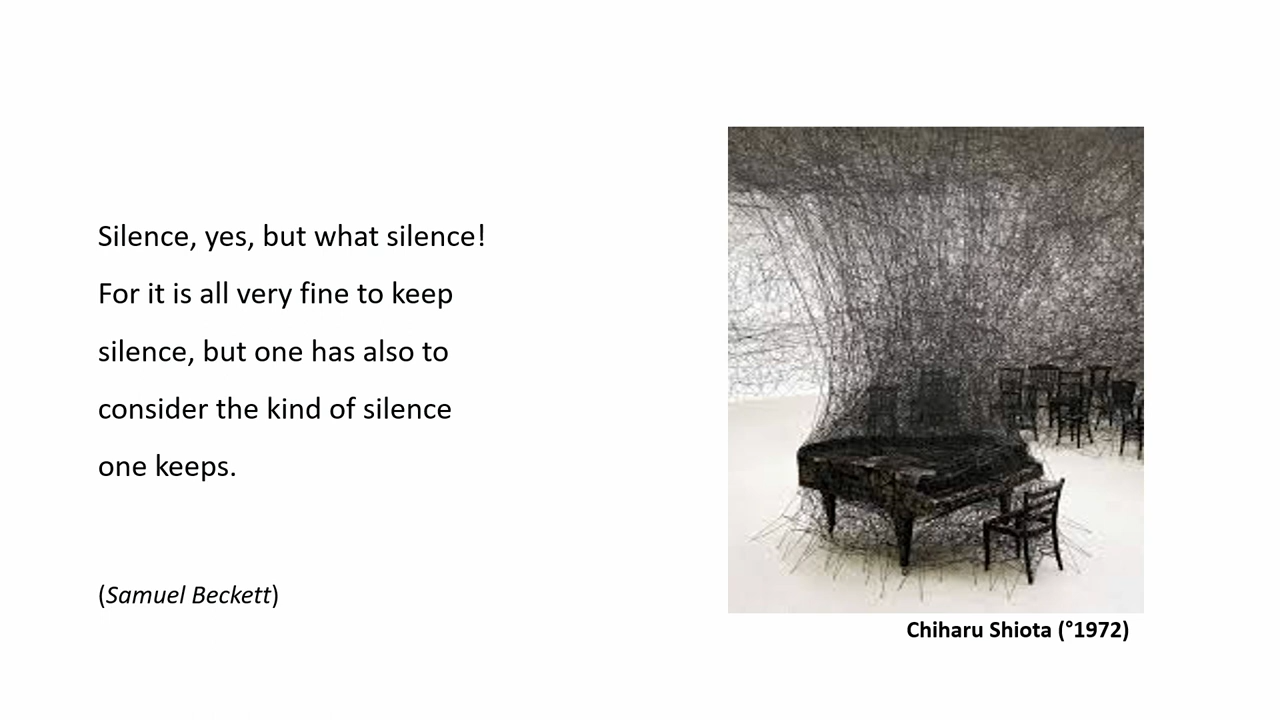 Silence, yes, but what silence!
For it is all very fine to keep
silence, but one has also to
consider the kind of silence
one keeps.
(Samuel Beckett)
Chiharu Shiota (°1972)